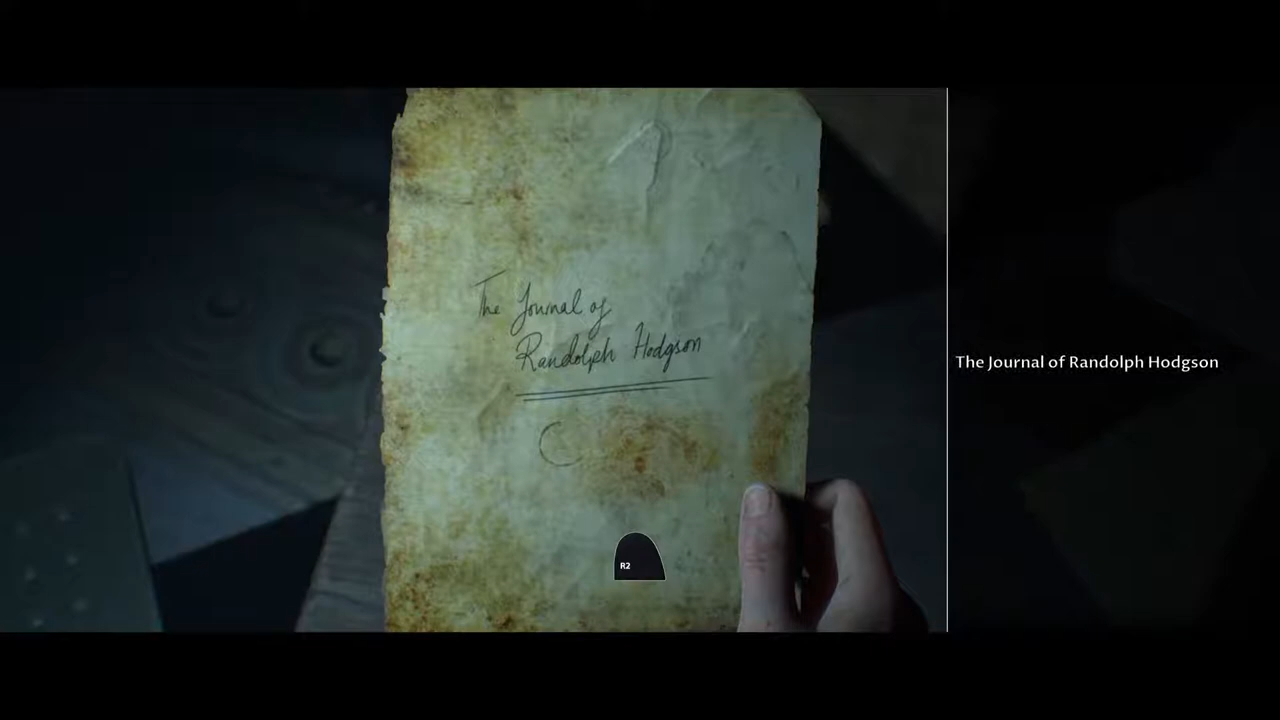 The Journal of
Randolph Hodgson
The Journal of Randolph Hodgson
R2